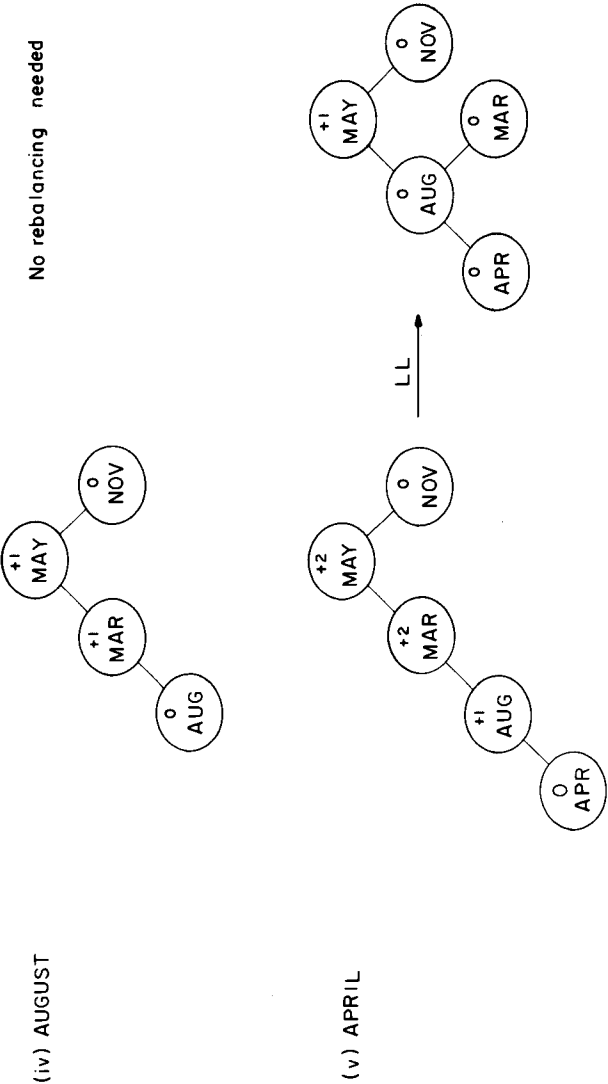 (iv) AUGUST
+1
MAY
+1
MAR
0
NOV
0
AUG
No rebalancing needed
(v) APRIL
+2
MAY
+2
MAR
0
NOV
+1
AUG
0
APR
LL
+1
MAY
0
AUG
0
NOV
0
APR
0
MAR